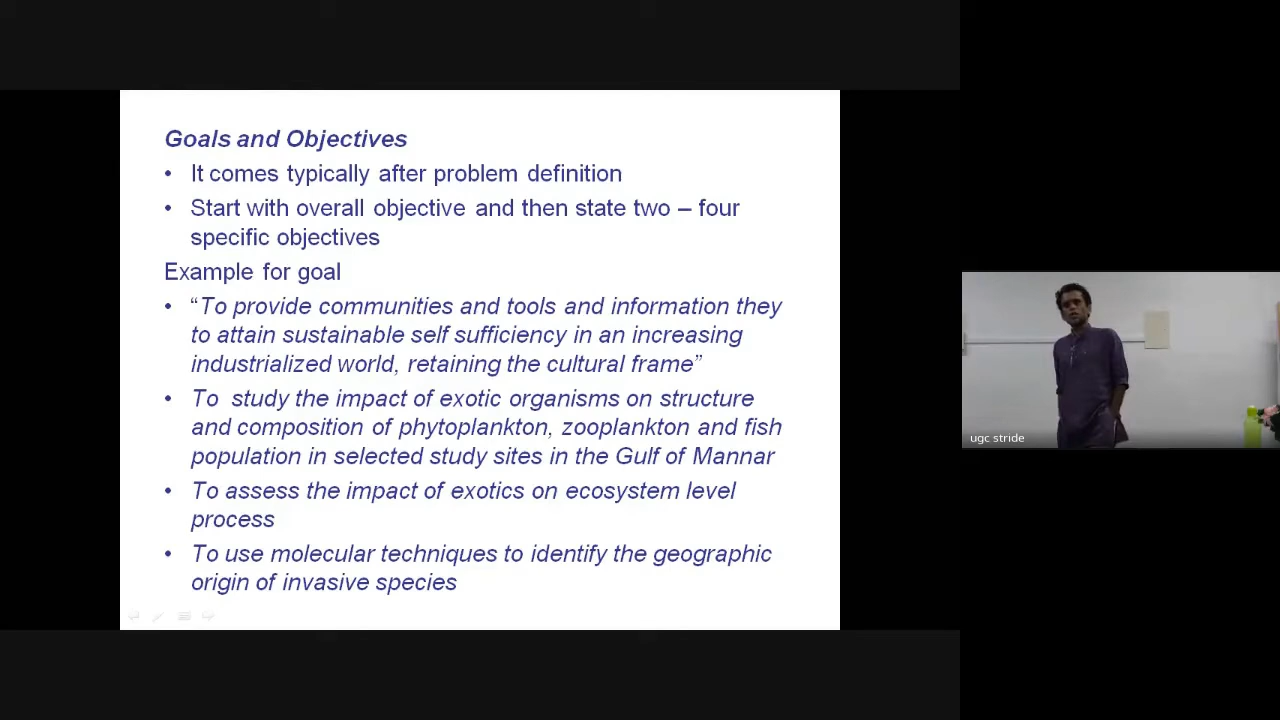 Goals and Objectives
• It comes typically after problem definition
• Start with overall objective and then state two – four
specific objectives
Example for goal
• “To provide communities and tools and information they
to attain sustainable self sufficiency in an increasing
industrialized world, retaining the cultural frame”
• To study the impact of exotic organisms on structure
and composition of phytoplankton, zooplankton and fish
population in selected study sites in the Gulf of Mannar
• To assess the impact of exotics on ecosystem level
process
• To use molecular techniques to identify the geographic
origin of invasive species
ugc stride